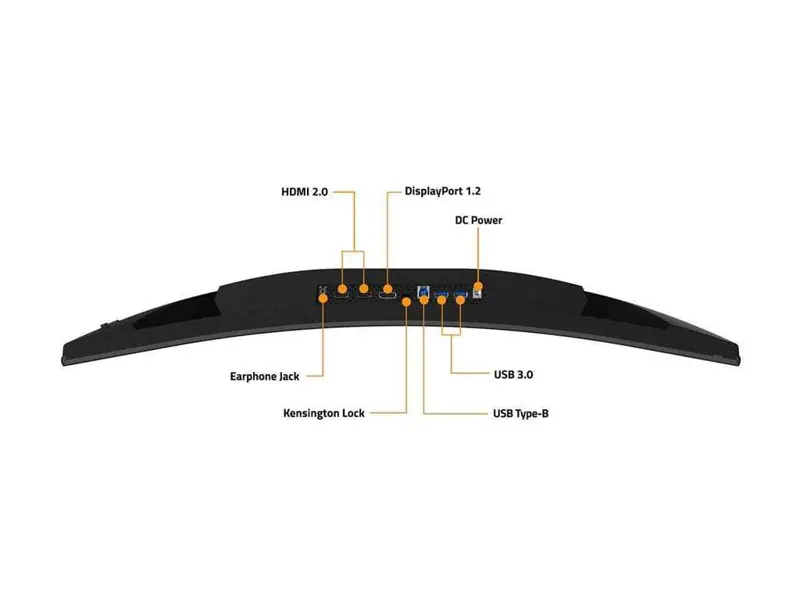 HDMI 2.0
DisplayPort 1.2
DC Power
Earphone Jack
USB 3.0
Kensington Lock
USB Type-B